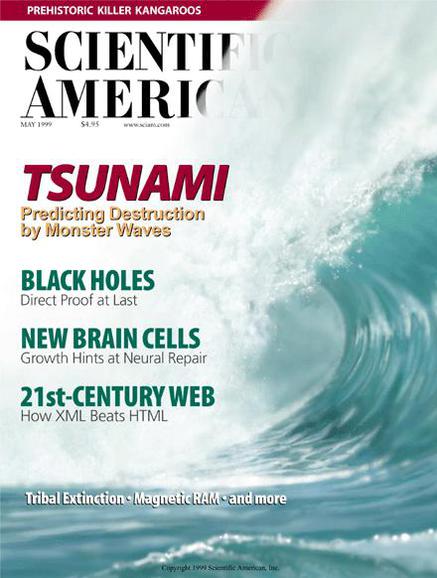 PREHISTORIC KILLER KANGAROOS
SCIENTIFIC
AMERICAN
MAY 1999 $4.95 www.sciam.com
TSUNAMI
Predicting Destruction
by Monster Waves
BLACK HOLES
Direct Proof at Last
NEW BRAIN CELLS
Growth Hints at Neural Repair
21st-CENTURY WEB
How XML Beats HTML
Tribal Extinction • Magnetic RAM • and more
Copyright 1999 Scientific American, Inc.